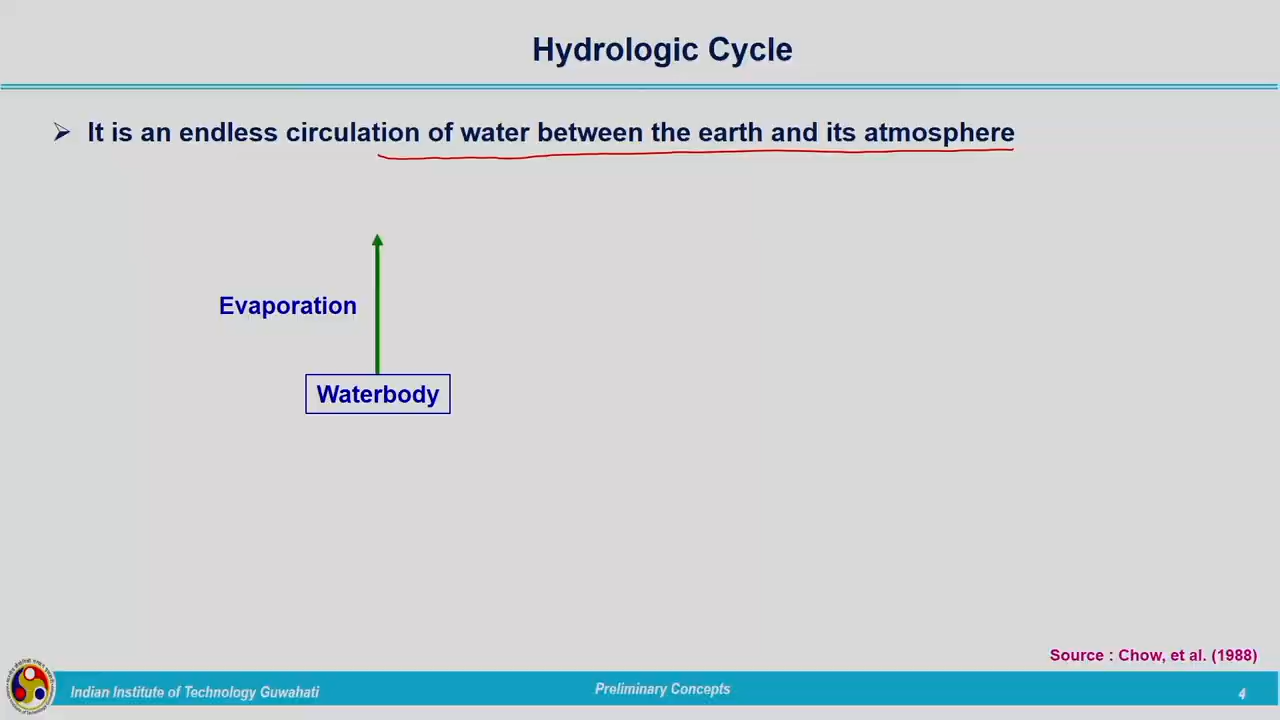 Hydrologic Cycle
It is an endless circulation of water between the earth and its atmosphere
Evaporation
Waterbody
Source : Chow, et al. (1988)
Indian Institute of Technology Guwahati
Preliminary Concepts
4